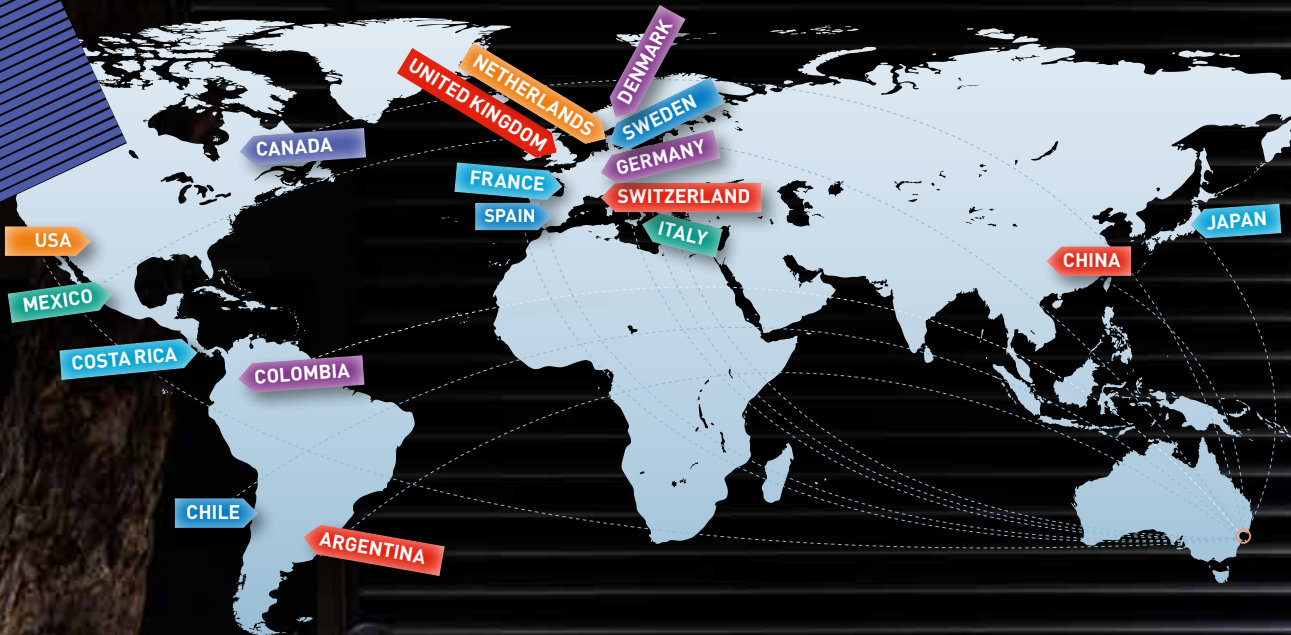 DENMARK
NETHERLANDS
UNITED KINGDOM
SWEDEN
CANADA
GERMANY
FRANCE
SWITZERLAND
SPAIN
ITALY
JAPAN
USA
CHINA
MEXICO
COSTA RICA
COLOMBIA
CHILE
ARGENTINA